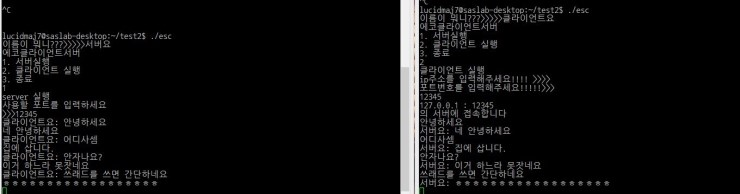 ^C
lucidmaj7@saslab-desktop:~/test2$ ./esc
이름이 뭐니???>>>>>서버요
에코클라이언트서버
1. 서버실행
2. 클라이언트 실행
3. 종료
1
server 실행
사용할 포트를 입력하세요
>>>12345
클라이언트요: 안녕하세요
네 안녕하세요
클라이언트요: 어디사셈
집에 삽니다.
클라이언트요: 안자나요?
이거 하느라 못잣네요
클라이언트요: 쓰래드를 쓰면 간단하네요
ㅎㅎㅎㅎㅎㅎㅎㅎㅎㅎㅎㅎㅎㅎㅎㅎㅎㅎ
^C
lucidmaj7@saslab-desktop:~/test2$ ./esc
이름이 뭐니???>>>>>클라이언트요
에코클라이언트서버
1. 서버실행
2. 클라이언트 실행
3. 종료
2
클라이언트 실행
ip주소를 입력해주세요!!!! >>>>
포트번호를 입력해주세요!!!!!>>>
12345
127.0.0.1 : 12345
의 서버에 접속합니다
안녕하세요
서버요: 네 안녕하세요
어디사셈
서버요: 집에 삽니다.
안자나요?
서버요: 이거 하느라 못잣네요
쓰래드를 쓰면 간단하네요
서버요: ㅎㅎㅎㅎㅎㅎㅎㅎㅎㅎㅎㅎㅎㅎㅎㅎㅎㅎ